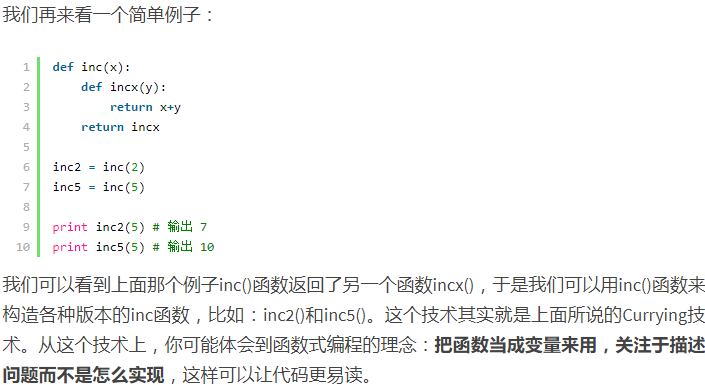 我们再来看一个简单例子：
1 def inc(x):
2     def incx(y):
3         return x+y
4     return incx
5
6 inc2 = inc(2)
7 inc5 = inc(5)
8
9 print inc2(5) # 输出 7
10 print inc5(5) # 输出 10
我们可以看到上面那个例子inc()函数返回了另一个函数incx()，于是我们可以用inc()函数来
构造各种版本的inc函数，比如：inc2()和inc5()。这个技术其实就是上面所说的Currying技
术。从这个技术上，你可能体会到函数式编程的理念：把函数当成变量来用，关注于描述
问题而不是怎么实现，这样可以让代码更易读。